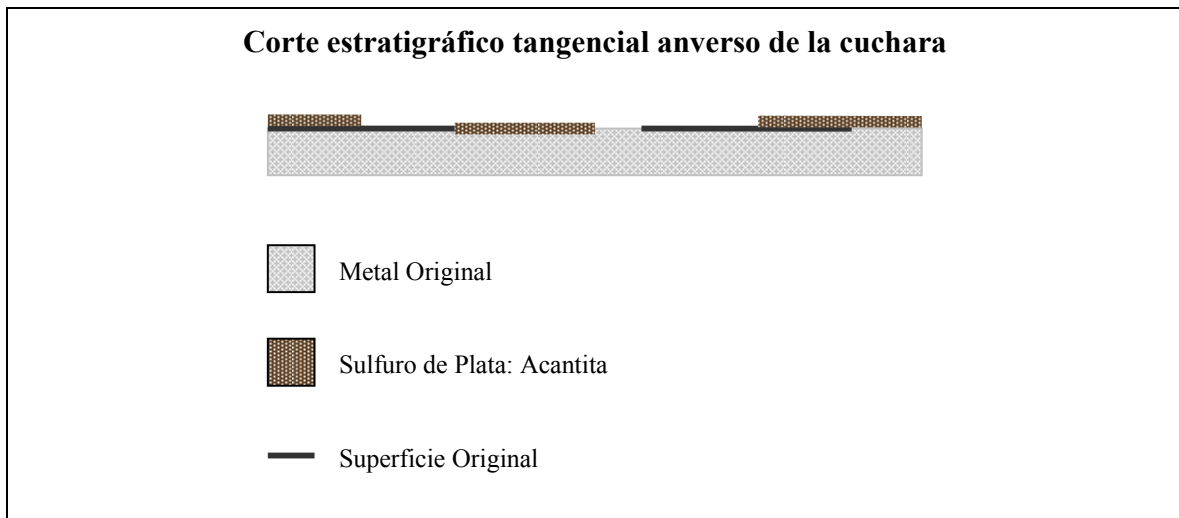 Corte estratigráfico tangencial anverso de la cuchara
Metal Original
Sulfuro de Plata: Acantita
Superficie Original